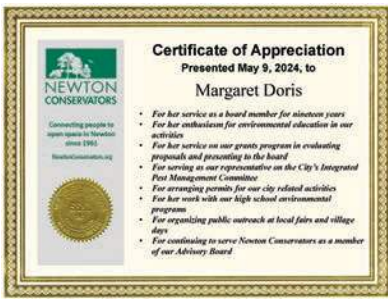 NEWTON
CONSERVATORS
Connecting people to
open space in Newton
since 1961
NewtonConservators.org
Certificate of Appreciation
Presented May 9, 2024, to
Margaret Doris
• For her service as a board member for nineteen years
• For her enthusiasm for environmental education in our
activities
• For her service on our grants program in evaluating
proposals and presenting to the board
• For serving as our representative on the City's Integrated
Pest Management Committee
• For arranging permits for our city related activities
• For her work with our high school environmental
programs
• For organizing public outreach at local fairs and village
days
• For continuing to serve Newton Conservators as a member
of our Advisory Board